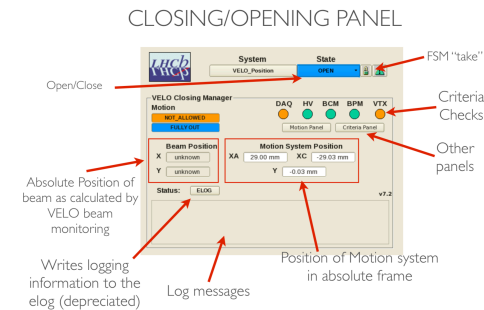 CLOSING/OPENING PANEL
LHCb
System State
VELO_Position OPEN
FSM "take"
Open/Close
VELO Closing Manager
Motion
DAQ HV BCM BPM VTX
NOT_ALLOWED
FULLY OUT
Motion Panel Criteria Panel
Criteria
Checks
Other
panels
Beam Position
X unknown
Y unknown
Motion System Position
XA 29.00 mm XC -29.03 mm
Y -0.03 mm
Status: ELOG
v7.2
Absolute Position of
beam as calculated by
VELO beam
monitoring
Writes logging
information to the
elog (depreciated)
Log messages
Position of Motion system
in absolute frame